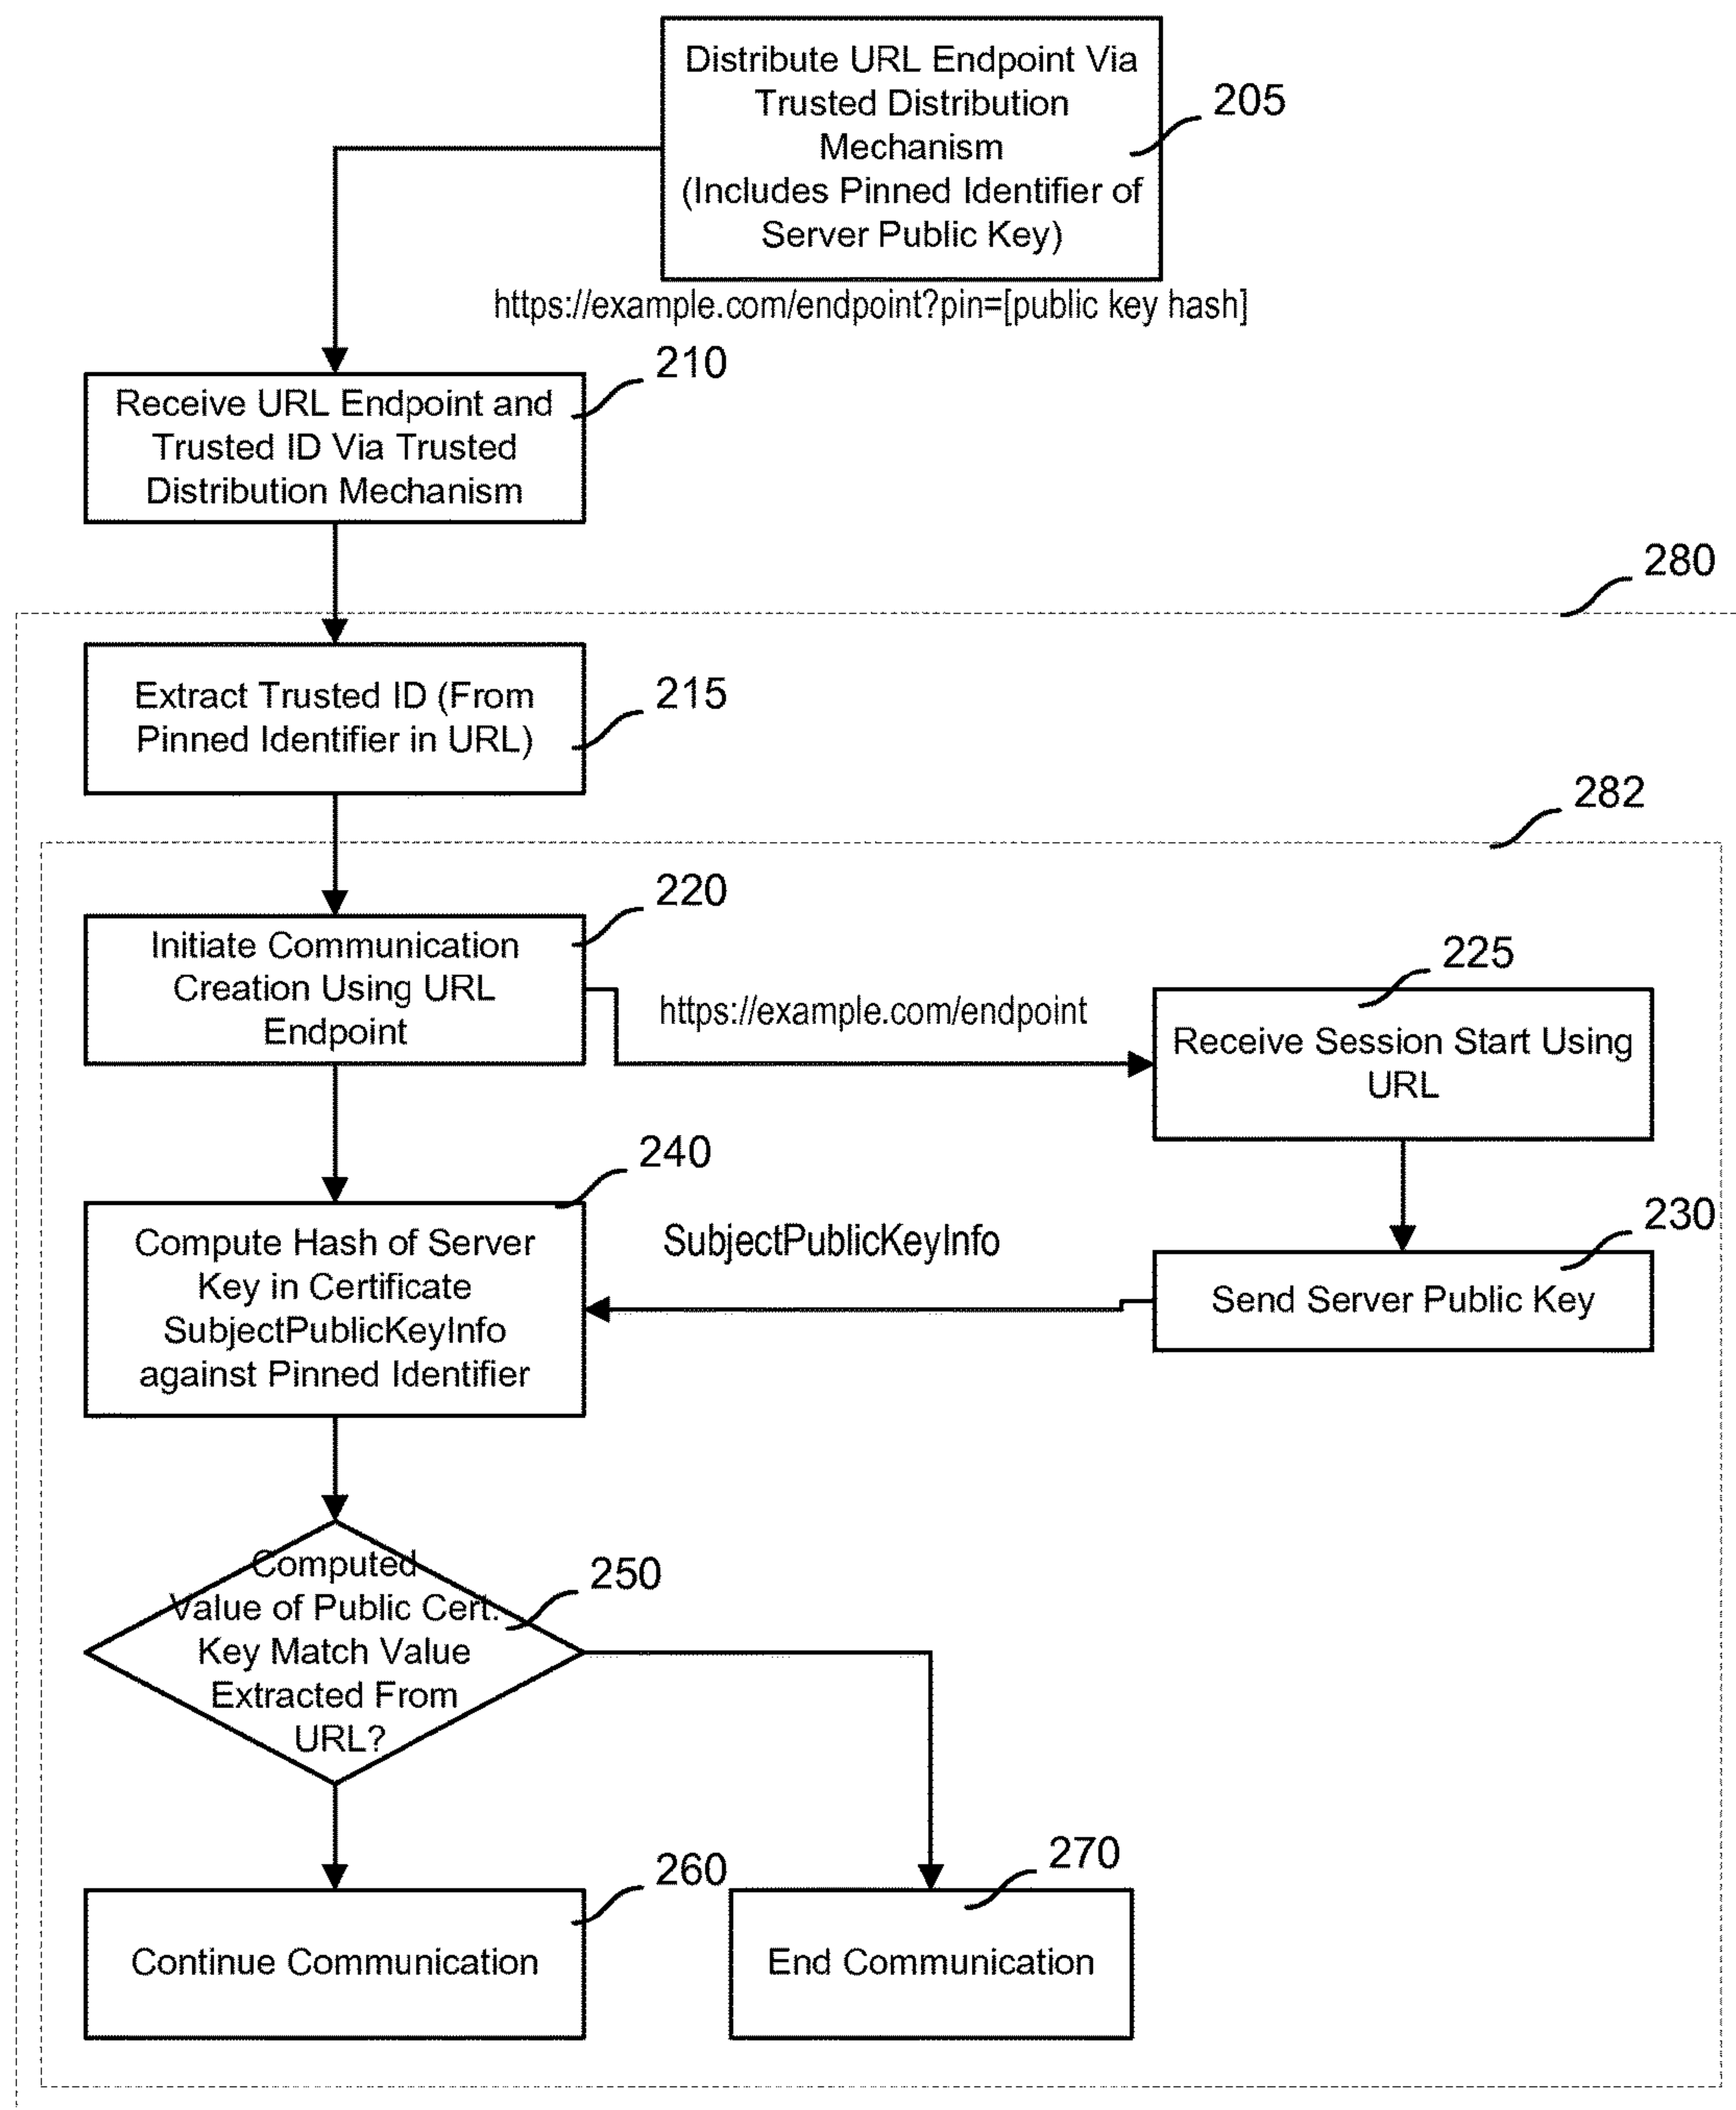 Distribute URL Endpoint Via
Trusted Distribution
Mechanism
(Includes Pinned Identifier of
Server Public Key)
205
https://example.com/endpoint?pin=[public key hash]
210
Receive URL Endpoint and
Trusted ID Via Trusted
Distribution Mechanism
280
Extract Trusted ID (From
Pinned Identifier in URL)
215
282
220
Initiate Communication
Creation Using URL
Endpoint
https://example.com/endpoint
225
Receive Session Start Using
URL
240
Compute Hash of Server
Key in Certificate
SubjectPublicKeyInfo
against Pinned Identifier
SubjectPublicKeyInfo
230
Send Server Public Key
Computed
Value of Public Cert.
Key Match Value
Extracted From
URL?
250
260
Continue Communication
270
End Communication